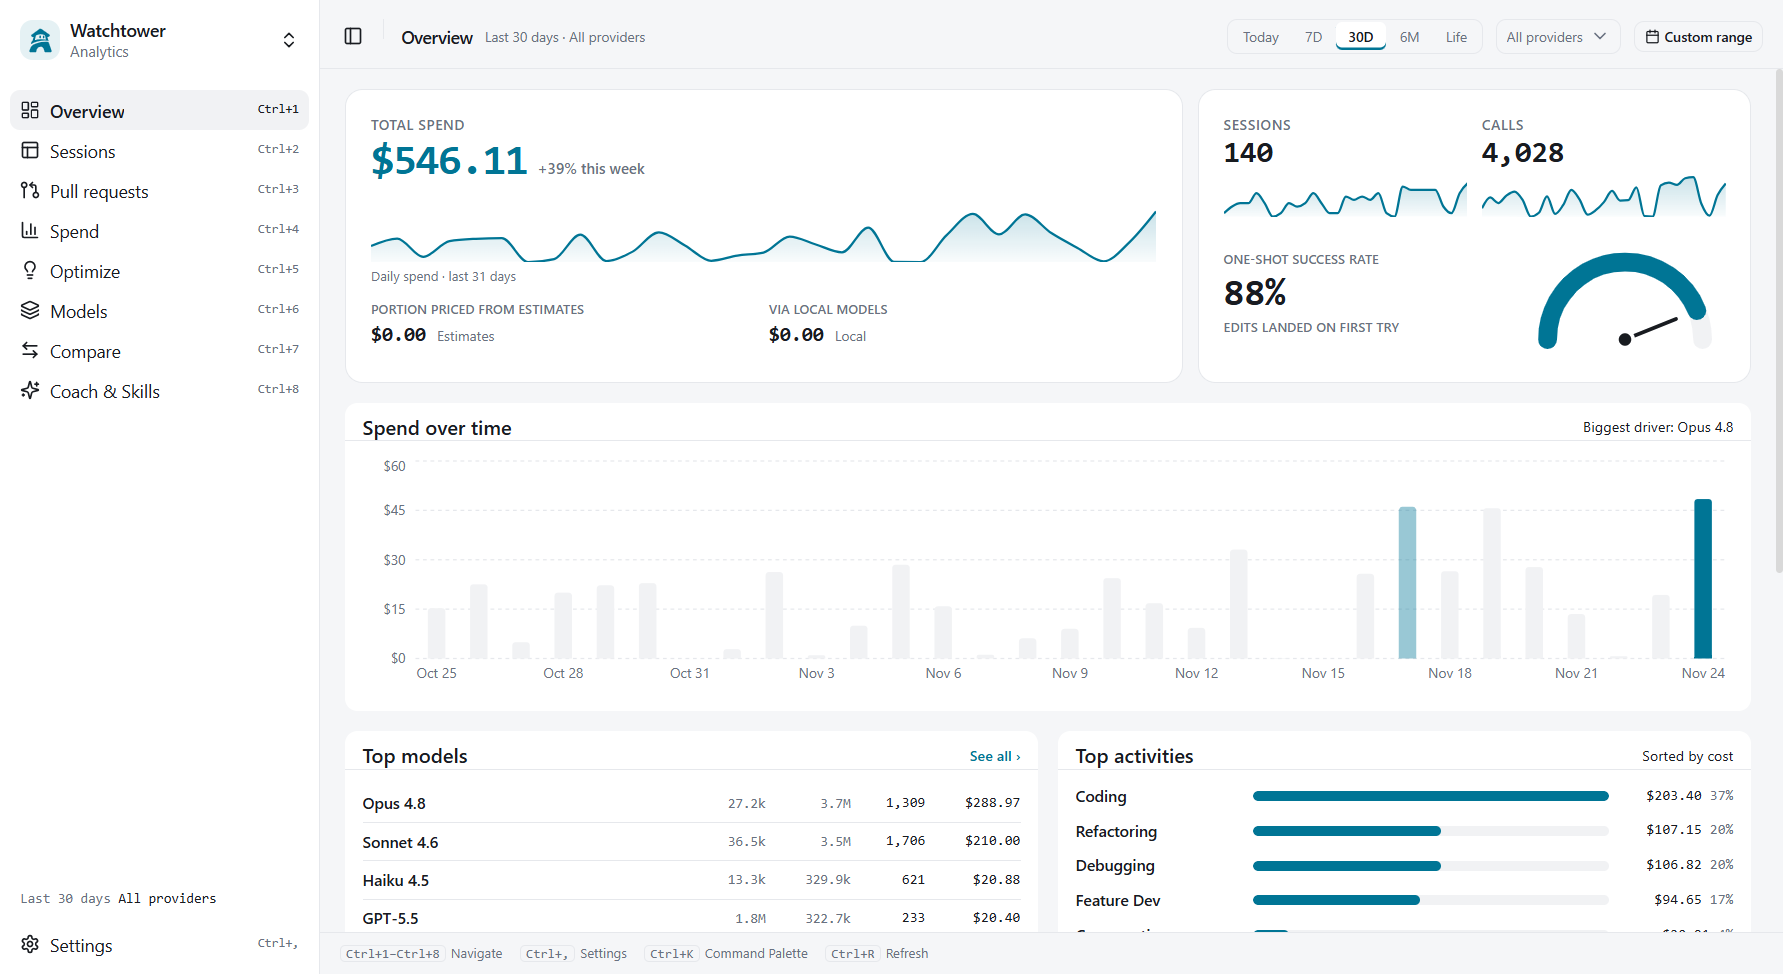 Watchtower
Analytics
Overview Ctrl+1
Sessions Ctrl+2
Pull requests Ctrl+3
Spend Ctrl+4
Optimize Ctrl+5
Models Ctrl+6
Compare Ctrl+7
Coach & Skills Ctrl+8
Last 30 days All providers
Settings Ctrl+,
Overview Last 30 days · All providers
Today 7D 30D 6M Life All providers Custom range
TOTAL SPEND
$546.11 +39% this week
Daily spend · last 31 days
PORTION PRICED FROM ESTIMATES VIA LOCAL MODELS
$0.00 Estimates $0.00 Local
SESSIONS CALLS
140 4,028
ONE-SHOT SUCCESS RATE
88%
EDITS LANDED ON FIRST TRY
Spend over time Biggest driver: Opus 4.8
$60
$45
$30
$15
$0
Oct 25 Oct 28 Oct 31 Nov 3 Nov 6 Nov 9 Nov 12 Nov 15 Nov 18 Nov 21 Nov 24
Top models See all ›
Opus 4.8 27.2k 3.7M 1,309 $288.97
Sonnet 4.6 36.5k 3.5M 1,706 $210.00
Haiku 4.5 13.3k 329.9k 621 $20.88
GPT-5.5 1.8M 322.7k 233 $20.40
Top activities Sorted by cost
Coding $203.40 37%
Refactoring $107.15 20%
Debugging $106.82 20%
Feature Dev $94.65 17%
Ctrl+1–Ctrl+8 Navigate Ctrl+, Settings Ctrl+K Command Palette Ctrl+R Refresh